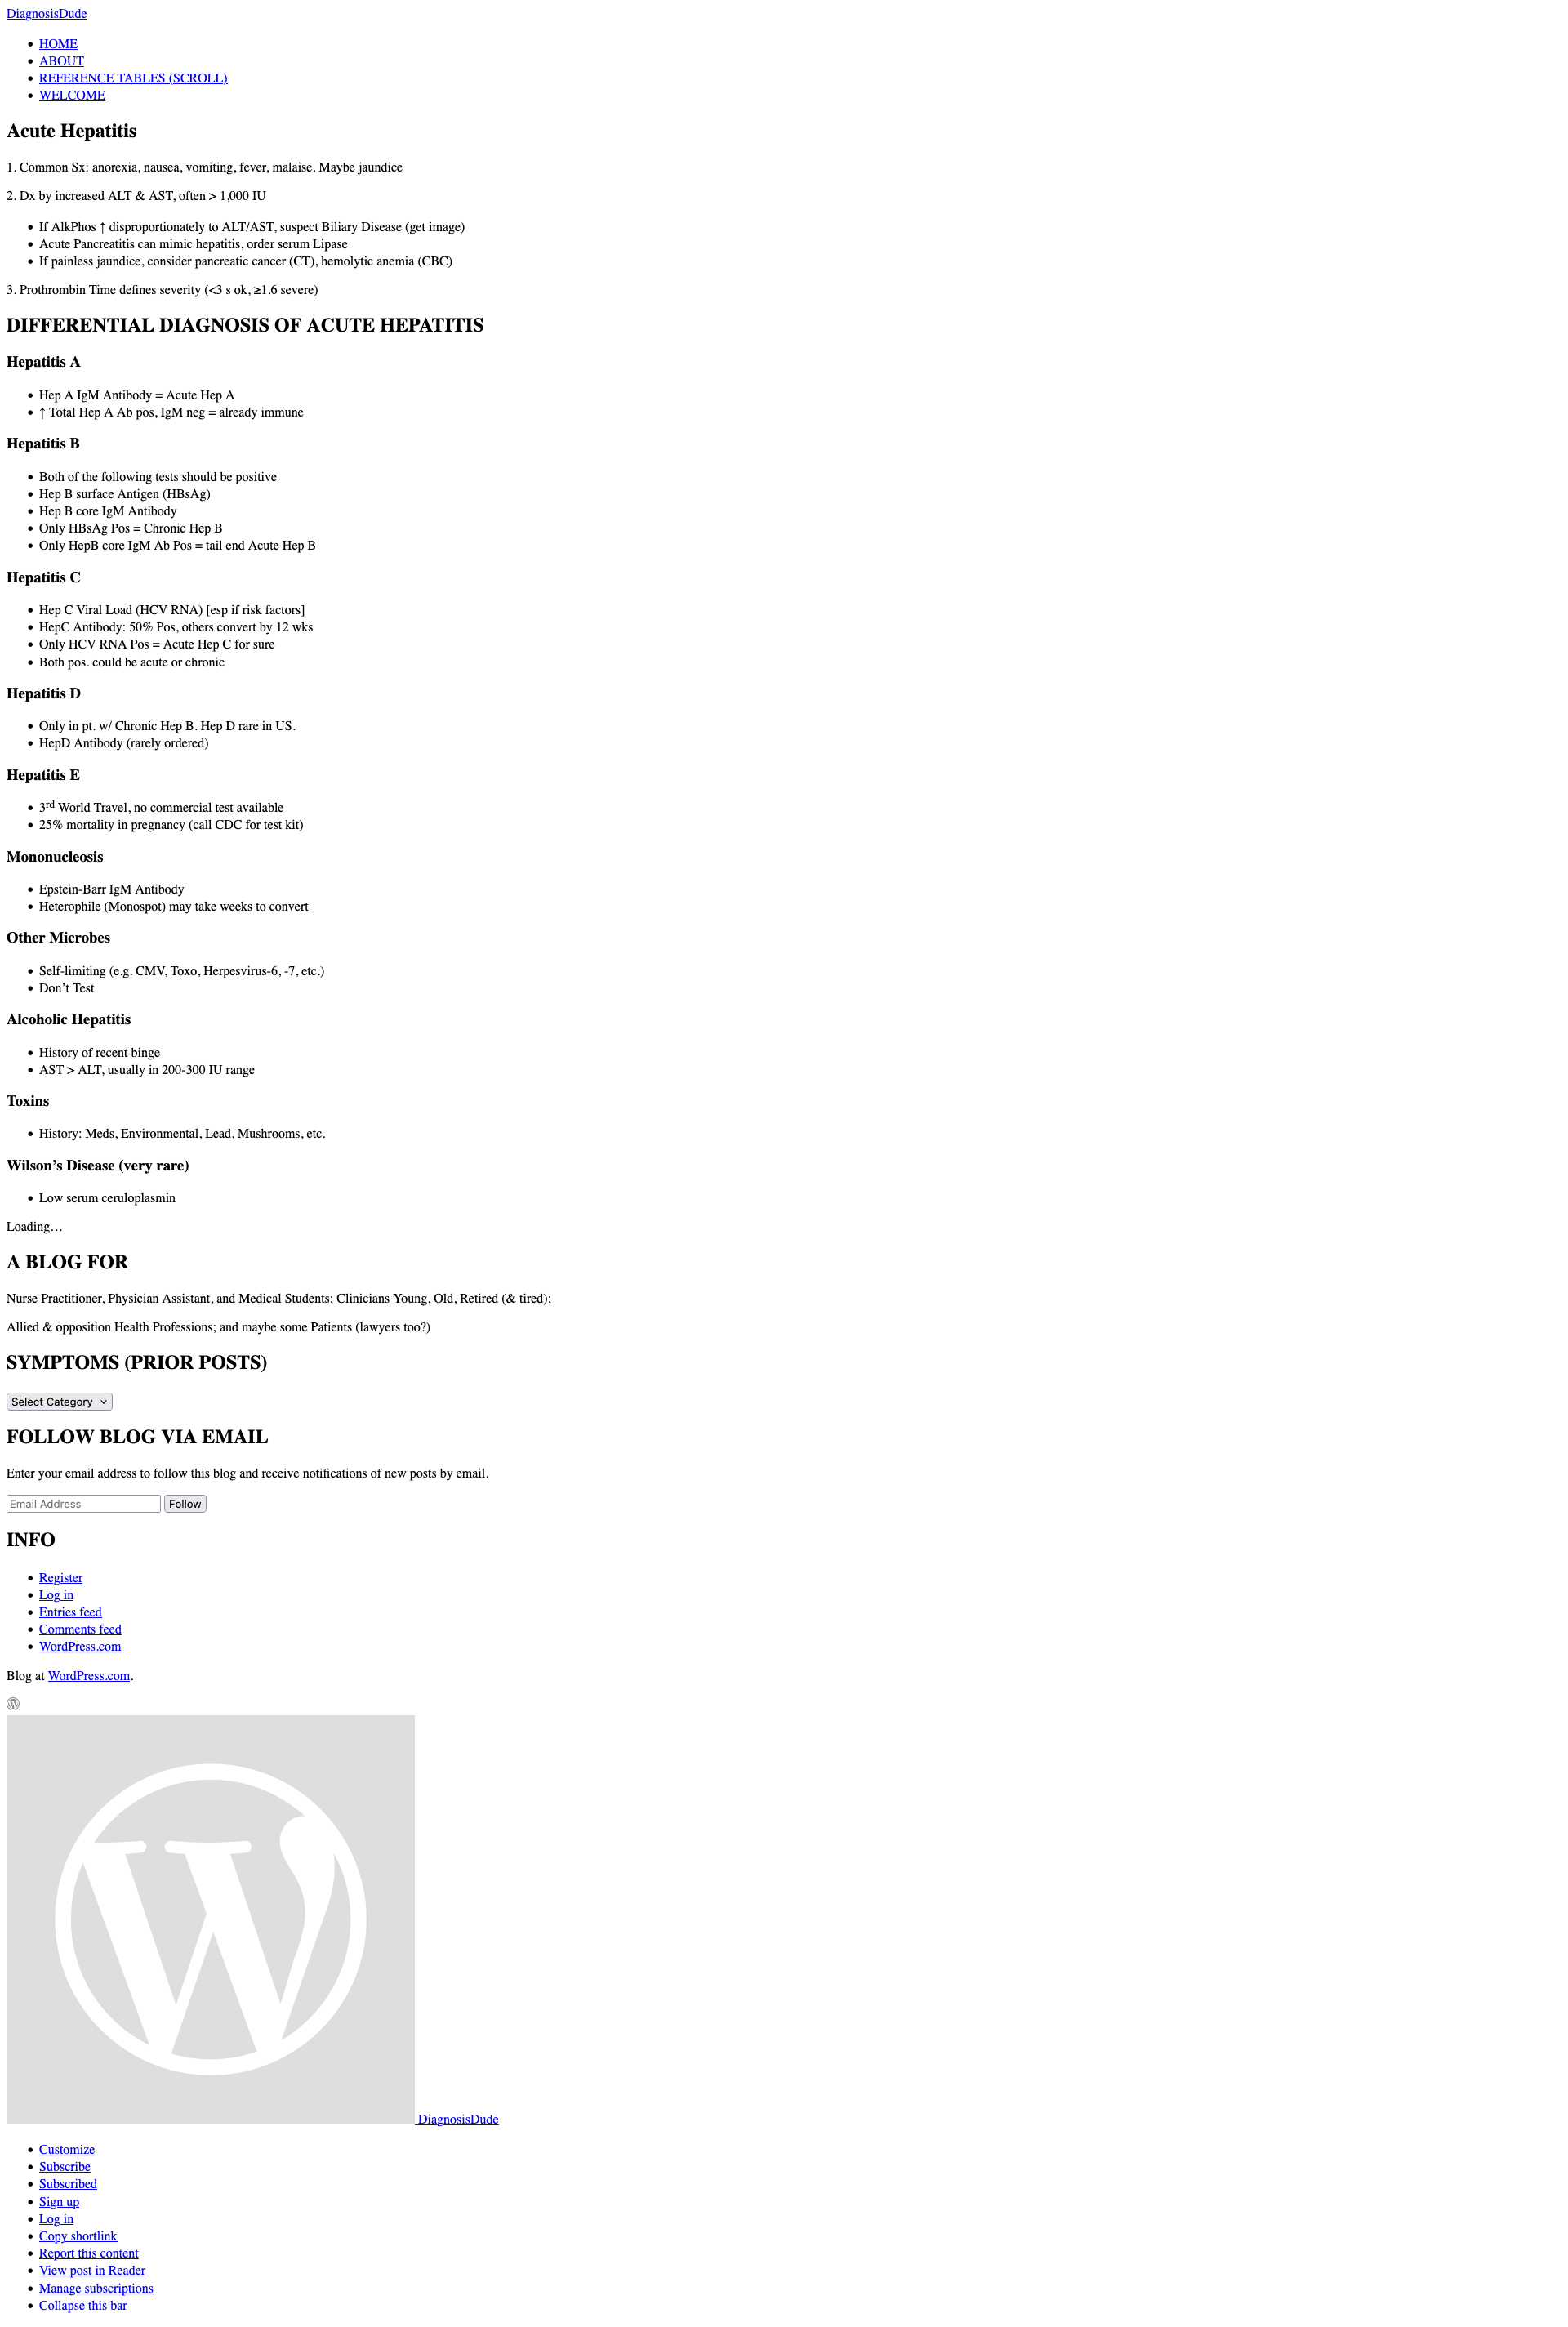 DiagnosisDude
HOME
ABOUT
REFERENCE TABLES (SCROLL)
WELCOME
Acute Hepatitis
1. Common Sx: anorexia, nausea, vomiting, fever, malaise. Maybe jaundice
2. Dx by increased ALT & AST, often > 1,000 IU
If AlkPhos ↑ disproportionately to ALT/AST, suspect Biliary Disease (get image)
Acute Pancreatitis can mimic hepatitis, order serum Lipase
If painless jaundice, consider pancreatic cancer (CT), hemolytic anemia (CBC)
3. Prothrombin Time defines severity (<3 s ok, ≥1.6 severe)
DIFFERENTIAL DIAGNOSIS OF ACUTE HEPATITIS
Hepatitis A
Hep A IgM Antibody = Acute Hep A
↑ Total Hep A Ab pos, IgM neg = already immune
Hepatitis B
Both of the following tests should be positive
Hep B surface Antigen (HBsAg)
Hep B core IgM Antibody
Only HBsAg Pos = Chronic Hep B
Only HepB core IgM Ab Pos = tail end Acute Hep B
Hepatitis C
Hep C Viral Load (HCV RNA) [esp if risk factors]
HepC Antibody: 50% Pos, others convert by 12 wks
Only HCV RNA Pos = Acute Hep C for sure
Both pos. could be acute or chronic
Hepatitis D
Only in pt. w/ Chronic Hep B. Hep D rare in US.
HepD Antibody (rarely ordered)
Hepatitis E
3rd World Travel, no commercial test available
25% mortality in pregnancy (call CDC for test kit)
Mononucleosis
Epstein-Barr IgM Antibody
Heterophile (Monospot) may take weeks to convert
Other Microbes
Self-limiting (e.g. CMV, Toxo, Herpesvirus-6, -7, etc.)
Don’t Test
Alcoholic Hepatitis
History of recent binge
AST > ALT, usually in 200-300 IU range
Toxins
History: Meds, Environmental, Lead, Mushrooms, etc.
Wilson’s Disease (very rare)
Low serum ceruloplasmin
Loading…
A BLOG FOR
Nurse Practitioner, Physician Assistant, and Medical Students; Clinicians Young, Old, Retired (& tired);
Allied & opposition Health Professions; and maybe some Patients (lawyers too?)
SYMPTOMS (PRIOR POSTS)
Select Category
FOLLOW BLOG VIA EMAIL
Enter your email address to follow this blog and receive notifications of new posts by email.
Email Address Follow
INFO
Register
Log in
Entries feed
Comments feed
WordPress.com
Blog at WordPress.com.
DiagnosisDude
Customize
Subscribe
Subscribed
Sign up
Log in
Copy shortlink
Report this content
View post in Reader
Manage subscriptions
Collapse this bar